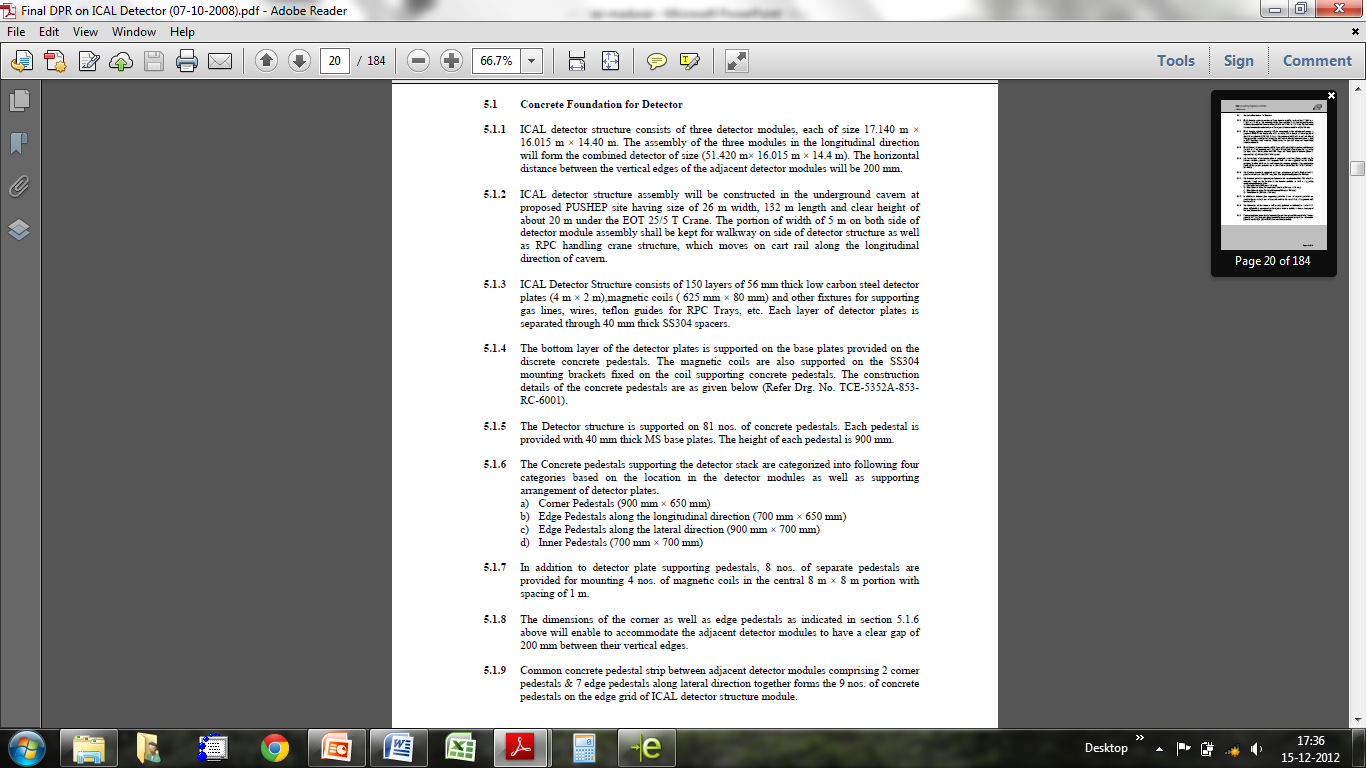 Final DPR on ICAL Detector (07-10-2008).pdf - Adobe Reader
File Edit View Window Help
20 / 184
66.7%
Tools Sign Comment
5.1 Concrete Foundation for Detector
5.1.1 ICAL detector structure consists of three detector modules, each of size 17.140 m ×
16.015 m × 14.40 m. The assembly of the three modules in the longitudinal direction
will form the combined detector of size (51.420 m× 16.015 m × 14.4 m). The horizontal
distance between the vertical edges of the adjacent detector modules will be 200 mm.
5.1.2 ICAL detector structure assembly will be constructed in the underground cavern at
proposed PUSHEP site having size of 26 m width, 132 m length and clear height of
about 20 m under the EOT 25/5 T Crane. The portion of width of 5 m on both side of
detector module assembly shall be kept for walkway on side of detector structure as well
as RPC handling crane structure, which moves on cart rail along the longitudinal
direction of cavern.
5.1.3 ICAL Detector Structure consists of 150 layers of 56 mm thick low carbon steel detector
plates (4 m × 2 m),magnetic coils ( 625 mm × 80 mm) and other fixtures for supporting
gas lines, wires, teflon guides for RPC Trays, etc. Each layer of detector plates is
separated through 40 mm thick SS304 spacers.
5.1.4 The bottom layer of the detector plates is supported on the base plates provided on the
discrete concrete pedestals. The magnetic coils are also supported on the SS304
mounting brackets fixed on the coil supporting concrete pedestals. The construction
details of the concrete pedestals are as given below (Refer Drg. No. TCE-5352A-853-
RC-6001).
5.1.5 The Detector structure is supported on 81 nos. of concrete pedestals. Each pedestal is
provided with 40 mm thick MS base plates. The height of each pedestal is 900 mm.
5.1.6 The Concrete pedestals supporting the detector stack are categorized into following four
categories based on the location in the detector modules as well as supporting
arrangement of detector plates.
a) Corner Pedestals (900 mm × 650 mm)
b) Edge Pedestals along the longitudinal direction (700 mm × 650 mm)
c) Edge Pedestals along the lateral direction (900 mm × 700 mm)
d) Inner Pedestals (700 mm × 700 mm)
5.1.7 In addition to detector plate supporting pedestals, 8 nos. of separate pedestals are
provided for mounting 4 nos. of magnetic coils in the central 8 m × 8 m portion with
spacing of 1 m.
5.1.8 The dimensions of the corner as well as edge pedestals as indicated in section 5.1.6
above will enable to accommodate the adjacent detector modules to have a clear gap of
200 mm between their vertical edges.
5.1.9 Common concrete pedestal strip between adjacent detector modules comprising 2 corner
pedestals & 7 edge pedestals along lateral direction together forms the 9 nos. of concrete
pedestals on the edge grid of ICAL detector structure module.
Page 20 of 184
Desktop
17:36
15-12-2012